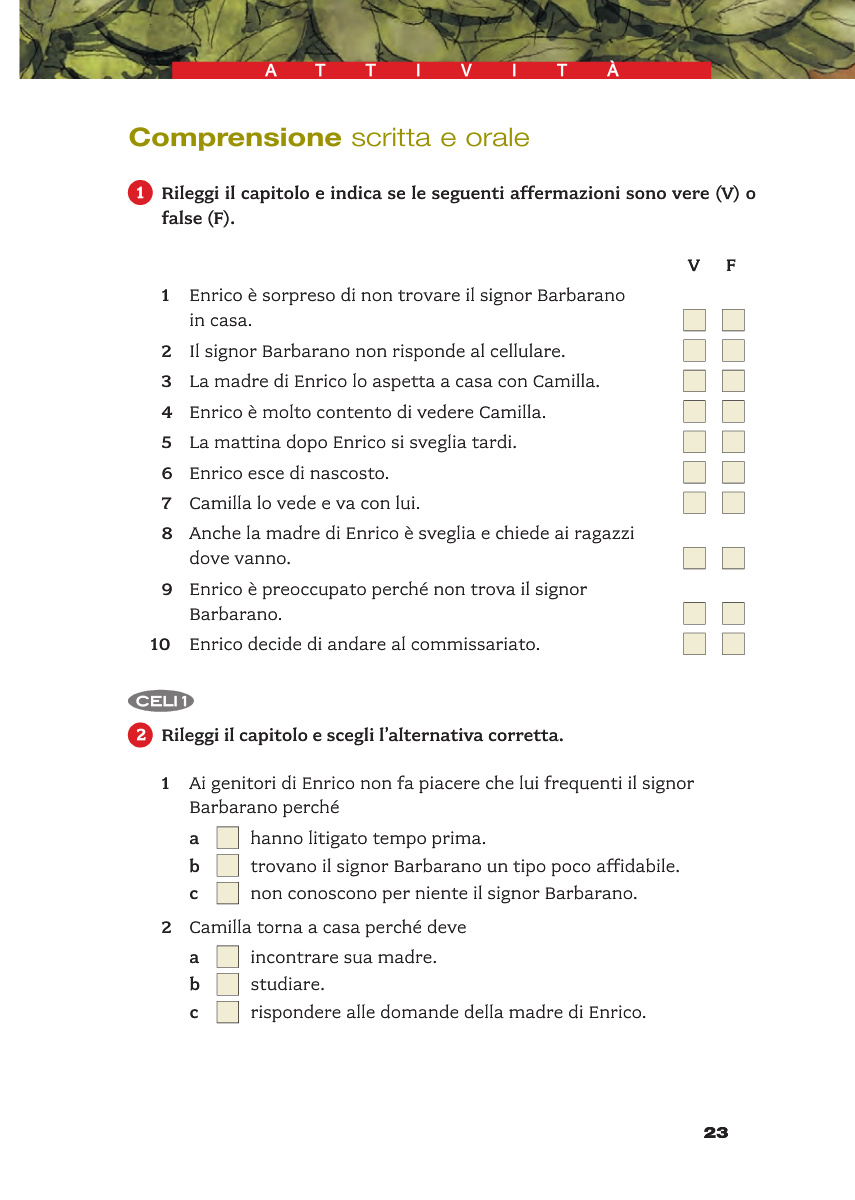 ATTIVITÀ
Comprensione scritta e orale
1 Rileggi il capitolo e indica se le seguenti affermazioni sono vere (V) o
false (F).
V F
1 Enrico è sorpreso di non trovare il signor Barbarano
in casa.
2 Il signor Barbarano non risponde al cellulare.
3 La madre di Enrico lo aspetta a casa con Camilla.
4 Enrico è molto contento di vedere Camilla.
5 La mattina dopo Enrico si sveglia tardi.
6 Enrico esce di nascosto.
7 Camilla lo vede e va con lui.
8 Anche la madre di Enrico è sveglia e chiede ai ragazzi
dove vanno.
9 Enrico è preoccupato perché non trova il signor
Barbarano.
10 Enrico decide di andare al commissariato.
CELI 1
2 Rileggi il capitolo e scegli l'alternativa corretta.
1 Ai genitori di Enrico non fa piacere che lui frequenti il signor
Barbarano perché
a hanno litigato tempo prima.
b trovano il signor Barbarano un tipo poco affidabile.
c non conoscono per niente il signor Barbarano.
2 Camilla torna a casa perché deve
a incontrare sua madre.
b studiare.
c rispondere alle domande della madre di Enrico.
23